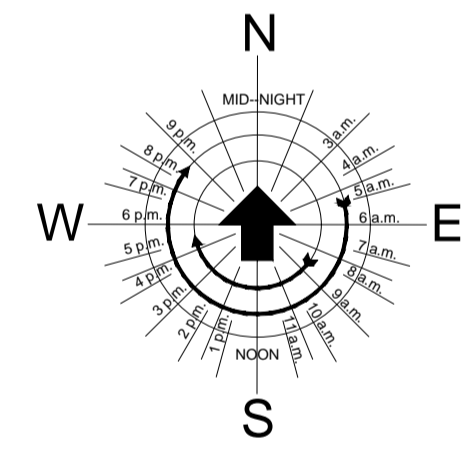 N
MID--NIGHT
9 p.m.
3 a.m.
8 p.m.
4 a.m.
7 p.m.
5 a.m.
W
6 p.m.
6 a.m.
E
5 p.m.
7 a.m.
4 p.m.
8 a.m.
3 p.m.
9 a.m.
2 p.m.
10 a.m.
1 p.m.
11 a.m.
NOON
S